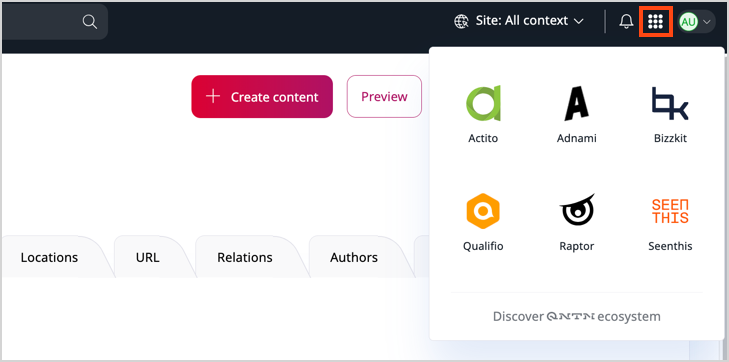 Site: All context
AU
Create content
Preview
Actito
Adnami
Bizzkit
Qualifio
Raptor
SEEN
THIS
Seenthis
Locations
URL
Relations
Authors
Discover QNTN ecosystem